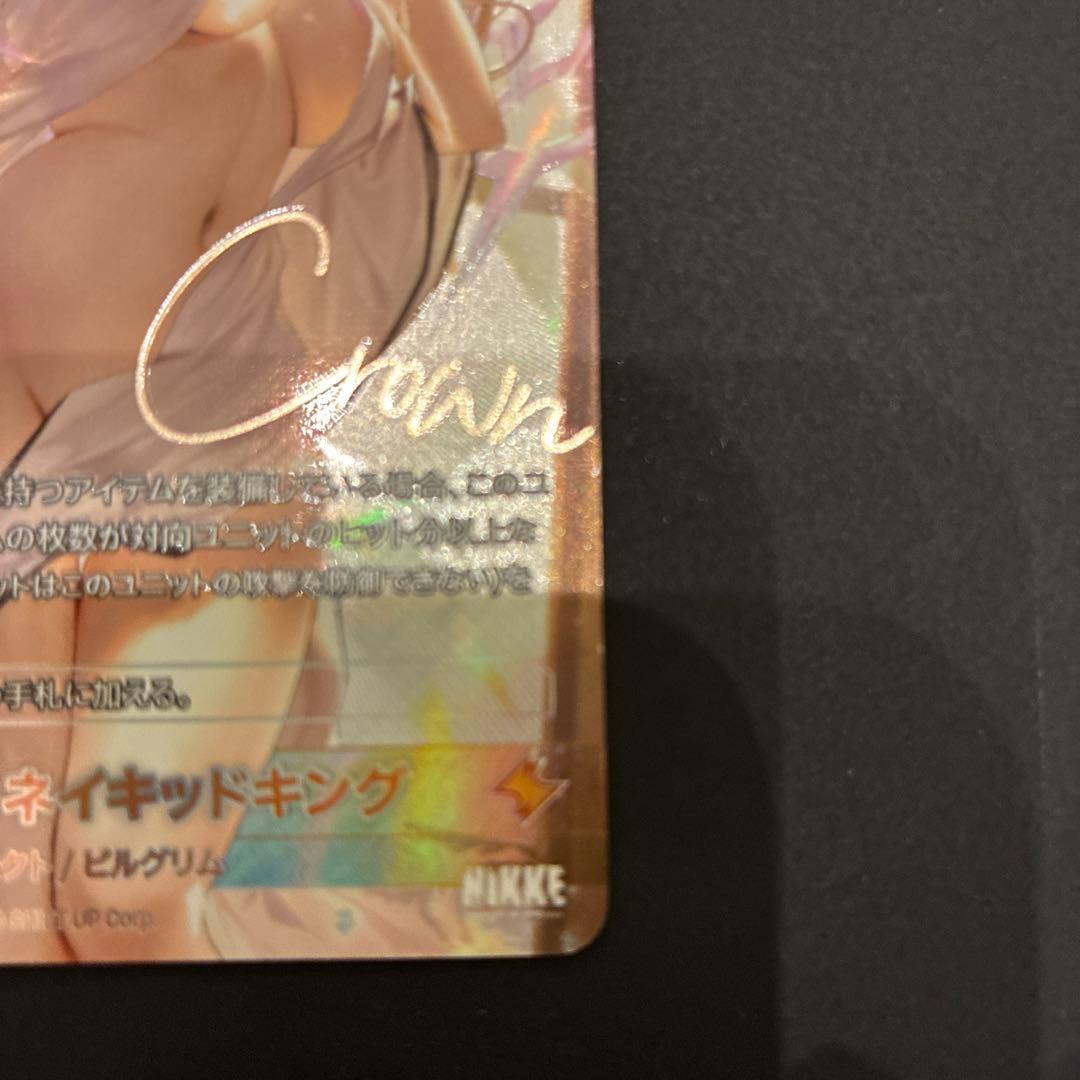 Crown
持つアイテムを装備している場合、このユ
の枚数が対向ユニットのヒット分以上な
ットはこのユニットの攻撃を防御できない)を
手札に加える。
ネイキッドキング
クト / ピルグリム
NIKKE
UP Corp.